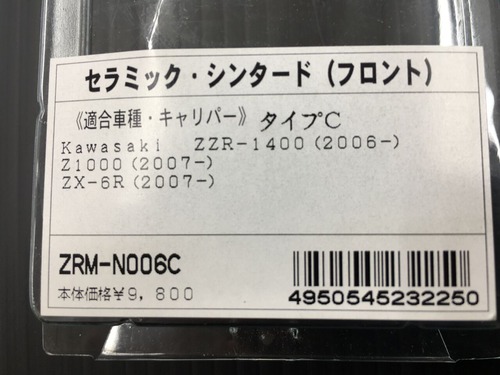 セラミック・シンタード（フロント）
《適合車種・キャリパー》 タイプC
Kawasaki ZZR-1400（2006-）
Z1000（2007-）
ZX-6R（2007-）
ZRM-N006C
本体価格¥9，800
4950545232250